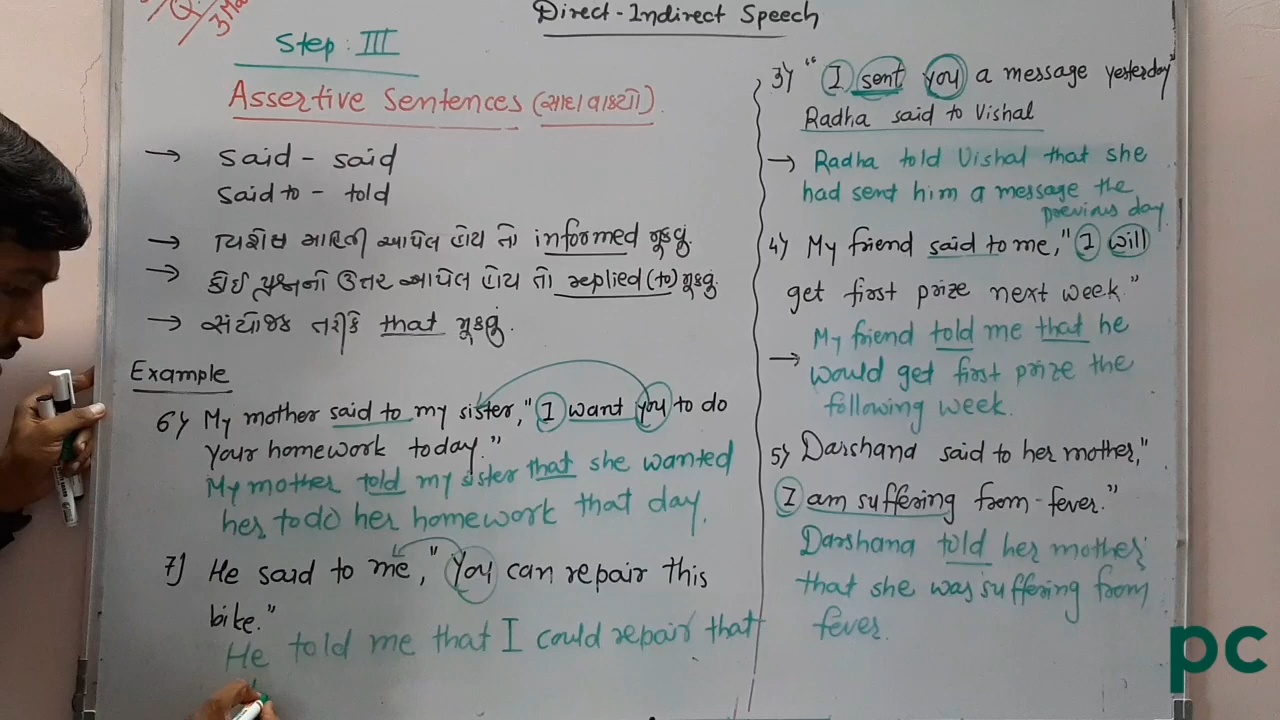 Direct-Indirect Speech
3 Ma
Step : III
Assertive Sentences (સાદા વાક્યો).
→ said - said
said to - told
→ વિશેષ માહિતી આપેલ હોય તો informed મૂકવું.
→ કોઈ પ્રશ્નનો ઉત્તર આપેલ હોય તો replied (to) મૂકવું.
→ સંયોજક તરીકે that મૂકવું.
Example
6) My mother said to my sister, "I want you to do
your homework today."
My mother told my sister that she wanted
her to do her homework that day.
7) He said to me, "You can repair this
bike."
He told me that I could repair that
3) "I sent you a message yesterday"
Radha said to Vishal
→ Radha told Vishal that she
had sent him a message the
previous day.
4) My friend said to me, "I will
get first prize next week."
→ My friend told me that he
would get first prize the
following week.
5) Darshana said to her mother,"
I am suffering from fever."
Darshana told her mother
that she was suffering from
fever.
pc